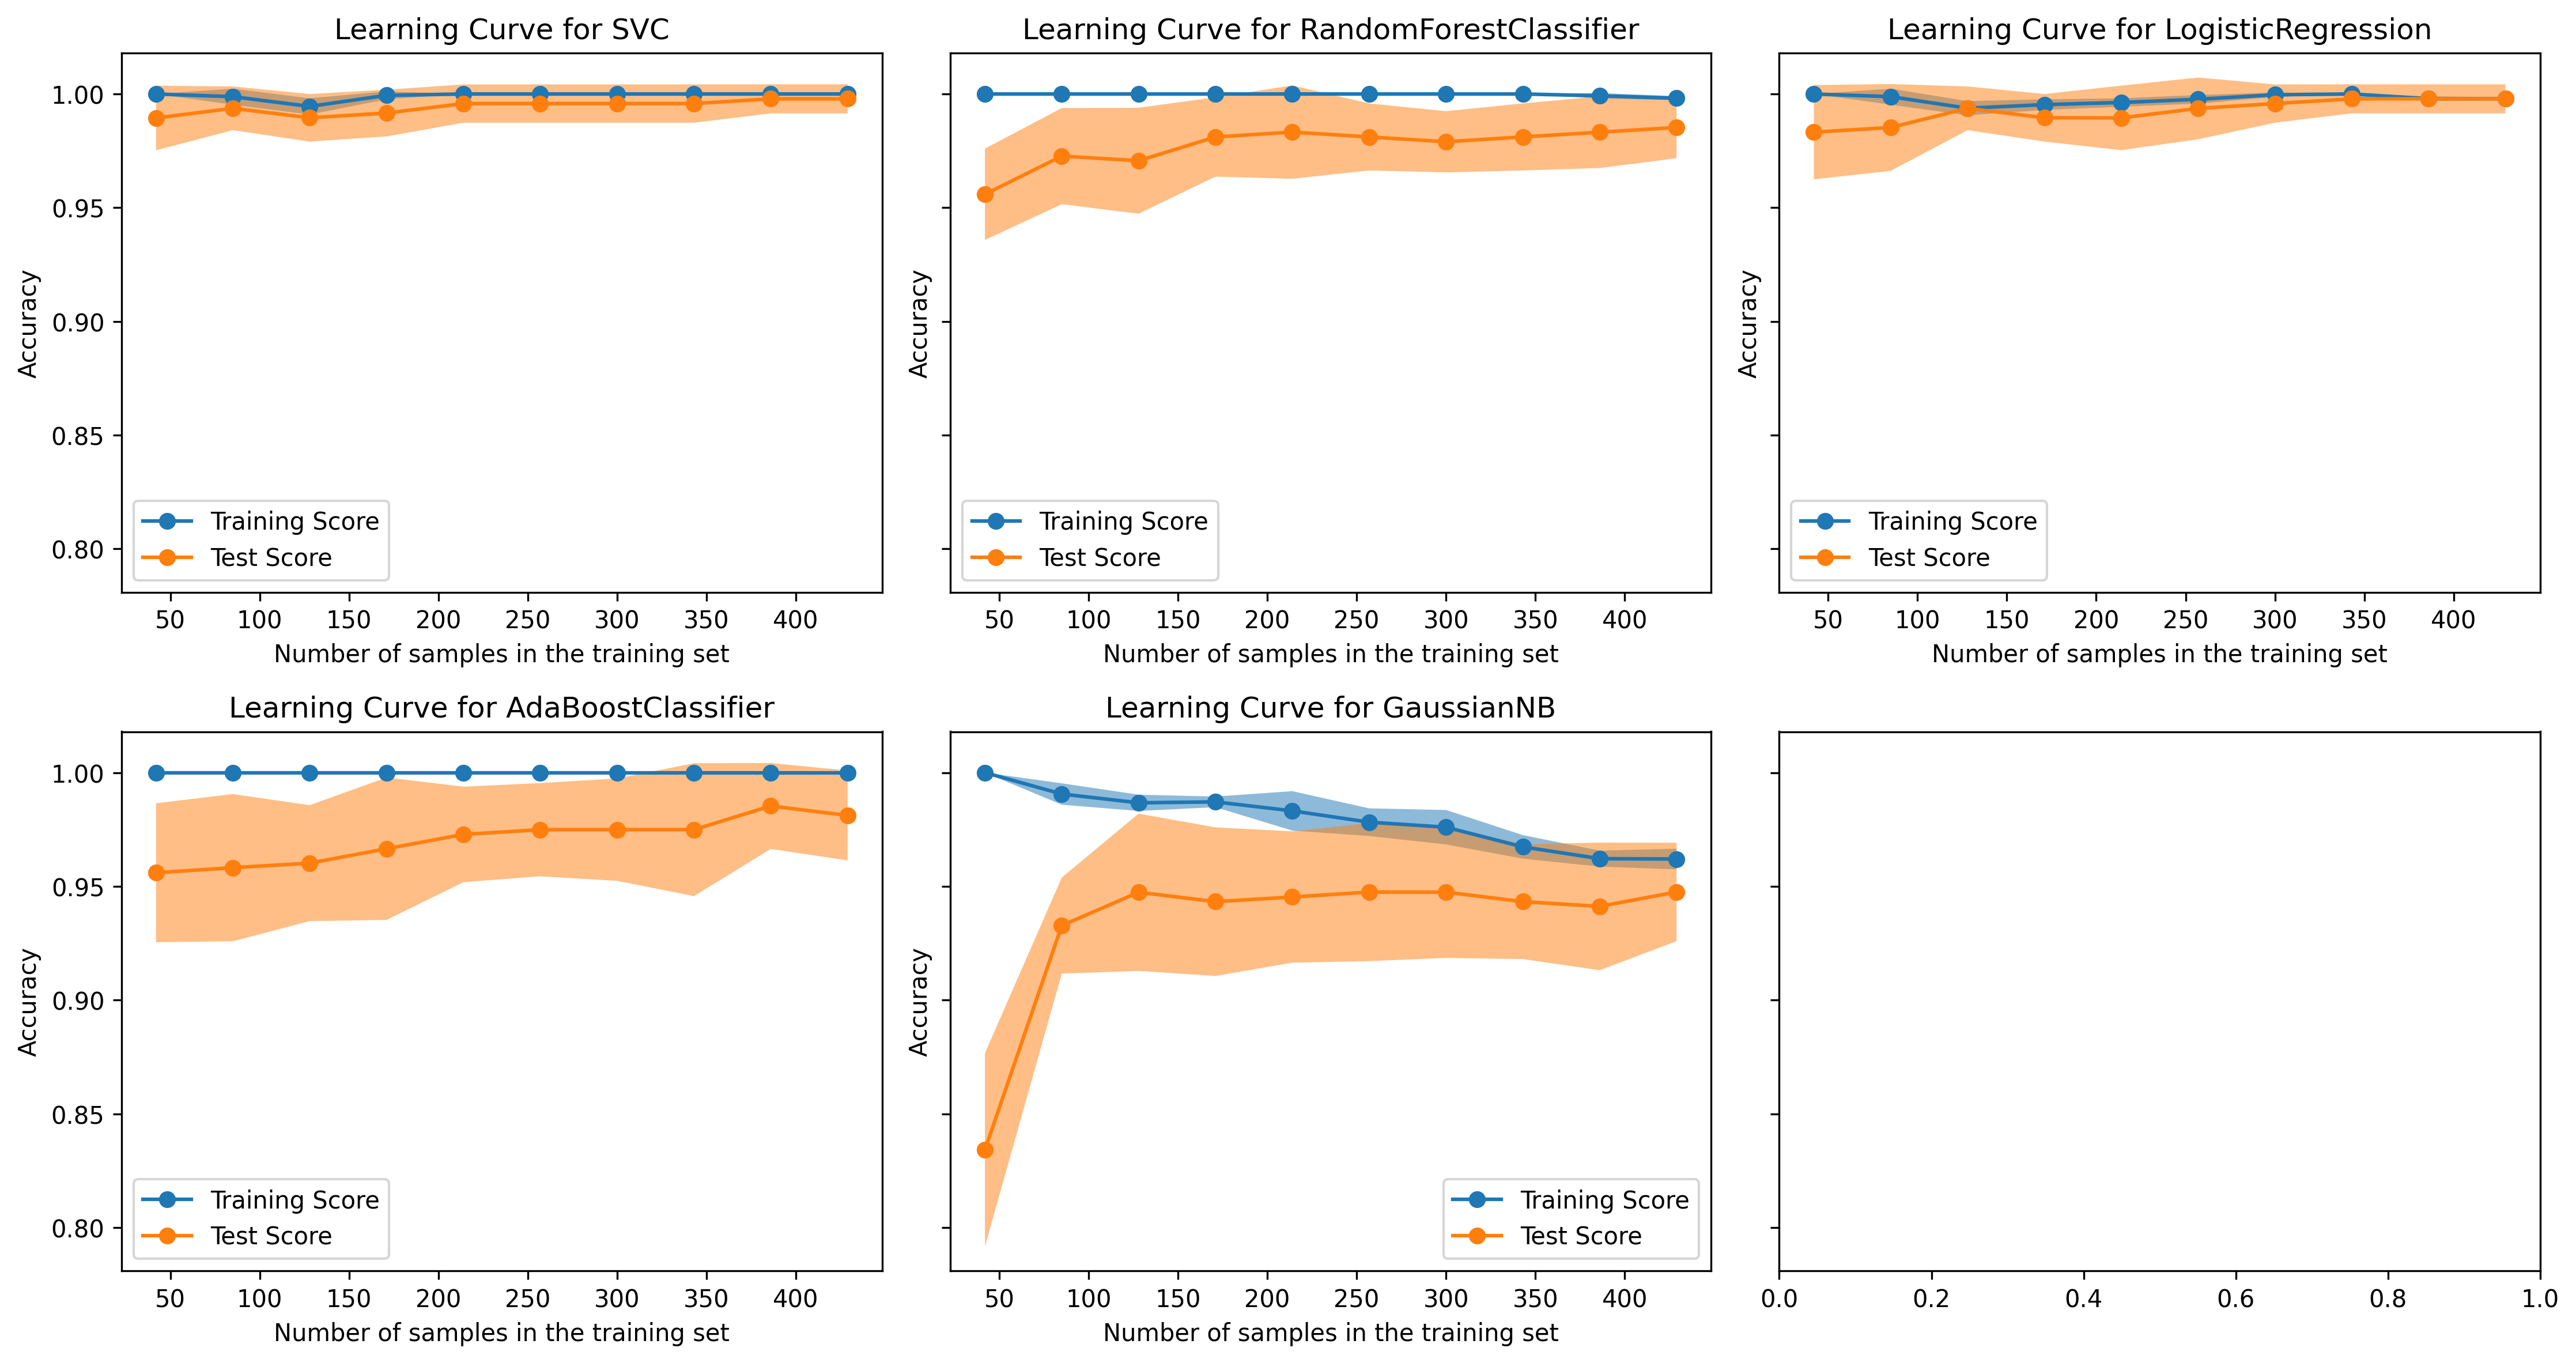 Learning Curve for SVC
Accuracy
1.00
0.95
0.90
0.85
0.80
Training Score
Test Score
50 100 150 200 250 300 350 400
Number of samples in the training set
Learning Curve for RandomForestClassifier
Accuracy
Training Score
Test Score
50 100 150 200 250 300 350 400
Number of samples in the training set
Learning Curve for LogisticRegression
Accuracy
Training Score
Test Score
50 100 150 200 250 300 350 400
Number of samples in the training set
Learning Curve for AdaBoostClassifier
Accuracy
1.00
0.95
0.90
0.85
0.80
Training Score
Test Score
50 100 150 200 250 300 350 400
Number of samples in the training set
Learning Curve for GaussianNB
Accuracy
Training Score
Test Score
50 100 150 200 250 300 350 400
Number of samples in the training set
0.0 0.2 0.4 0.6 0.8 1.0